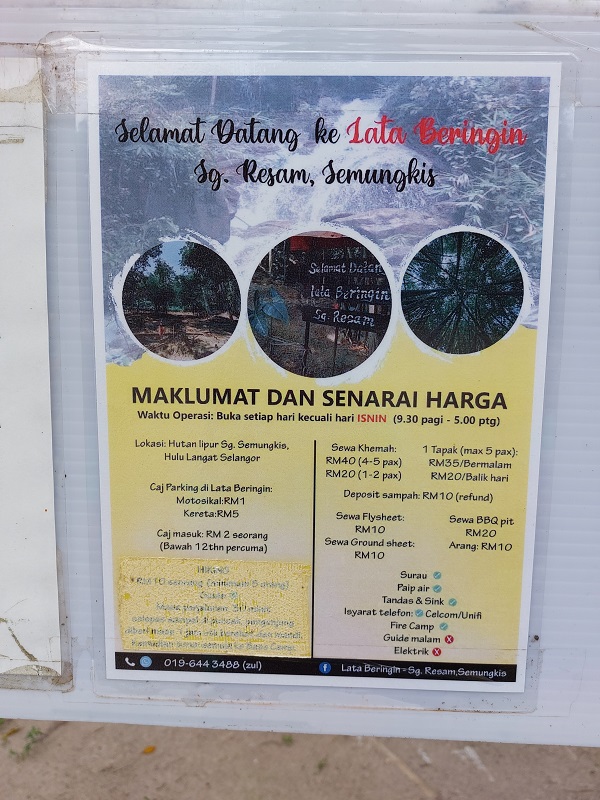 Selamat Datang ke Lata Beringin
Sg. Resam, Semungkis
Selamat Datang
Lata Beringin
Sg. Resam
MAKLUMAT DAN SENARAI HARGA
Waktu Operasi: Buka setiap hari kecuali hari ISNIN (9.30 pagi - 5.00 ptg)
Lokasi: Hutan lipur Sg. Semungkis,
Hulu Langat Selangor
Caj Parking di Lata Beringin:
Motosikal:RM1
Kereta:RM5
Caj masuk: RM 2 seorang
(Bawah 12thn percuma)
Sewa Khemah:
RM40 (4-5 pax)
RM20 (1-2 pax)
1 Tapak (max 5 pax):
RM35/Bermalam
RM20/Balik hari
Deposit sampah: RM10 (refund)
Sewa Flysheet:
RM10
Sewa Ground sheet:
RM10
Sewa BBQ pit
RM20
Arang: RM10
Surau
Paip air
Tandas & Sink
Isyarat telefon: Celcom/Unifi
Fire Camp
Guide malam
Elektrik
019-644 3488 (zul)
Lata Beringin - Sg. Resam,Semungkis